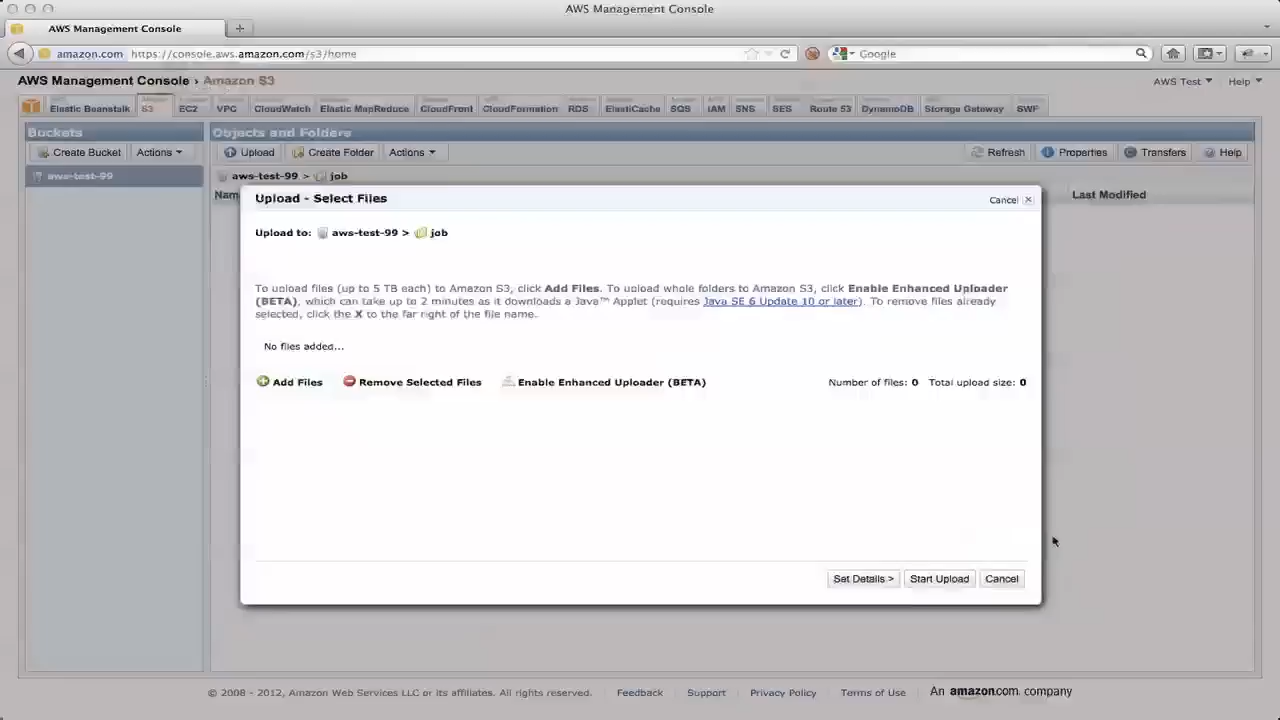 AWS Management Console
AWS Management Console
amazon.com https://console.aws.amazon.com/s3/home Google
AWS Management Console › Amazon S3 AWS Test Help
Elastic Beanstalk Amazon S3 EC2 VPC CloudWatch Elastic MapReduce CloudFront CloudFormation RDS ElastiCache SQS IAM SNS SES Route 53 DynamoDB Storage Gateway SWF
Buckets Objects and Folders
Create Bucket Actions Upload Create Folder Actions Refresh Properties Transfers Help
aws-test-99 aws-test-99 > job
Name Last Modified
Upload - Select Files Cancel
Upload to: aws-test-99 > job
To upload files (up to 5 TB each) to Amazon S3, click Add Files. To upload whole folders to Amazon S3, click Enable Enhanced Uploader
(BETA), which can take up to 2 minutes as it downloads a Java™ Applet (requires Java SE 6 Update 10 or later). To remove files already
selected, click the X to the far right of the file name.
No files added...
Add Files Remove Selected Files Enable Enhanced Uploader (BETA) Number of files: 0 Total upload size: 0
Set Details > Start Upload Cancel
© 2008 - 2012, Amazon Web Services LLC or its affiliates. All rights reserved. Feedback Support Privacy Policy Terms of Use An amazon.com company